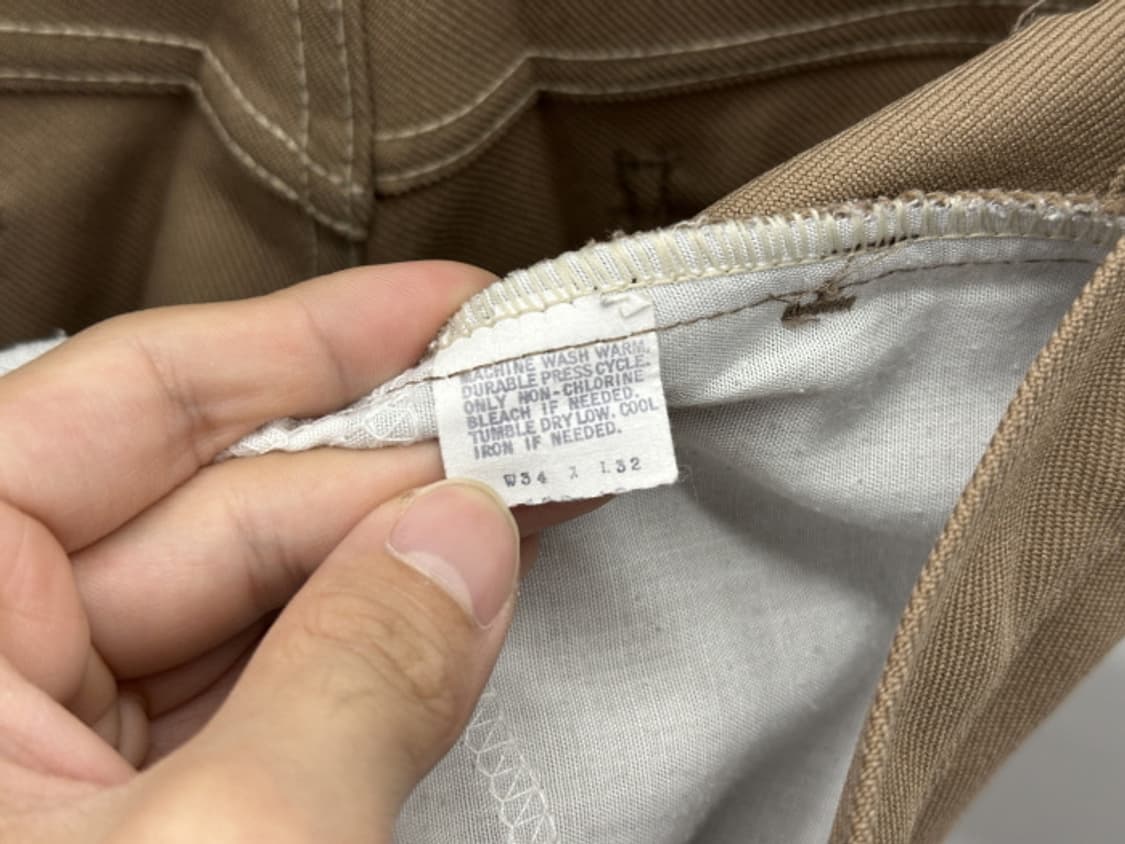 MACHINE WASH WARM.
DURABLE PRESS CYCLE.
ONLY NON-CHLORINE
BLEACH IF NEEDED.
TUMBLE DRY LOW. COOL
IRON IF NEEDED.
W34 X L32